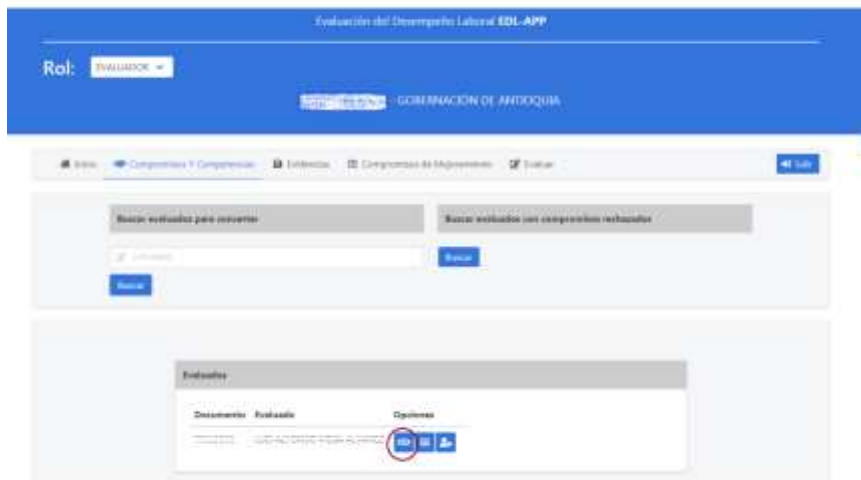 Evaluación del Desempeño Laboral EDL-APP
Rol: EVALUADOR
GOBERNACIÓN DE ANTIOQUIA
Inicio Compromisos Y Competencias Evidencias Compromisos de Mejoramiento Evaluar Salir
Buscar evaluados para concertar Buscar evaluados con compromisos rechazados
Buscar
Buscar
Evaluados
Documento Evaluado Opciones